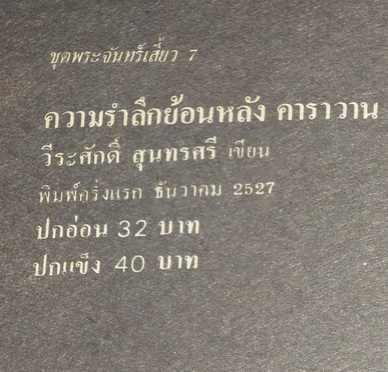 ชุดพระจันทร์เสี้ยว 7
ความรำลึกย้อนหลัง คาราวาน
วีระศักดิ์ สุนทรศรี เขียน
พิมพ์ครั้งแรก ธันวาคม 2527
ปกอ่อน 32 บาท
ปกแข็ง 40 บาท